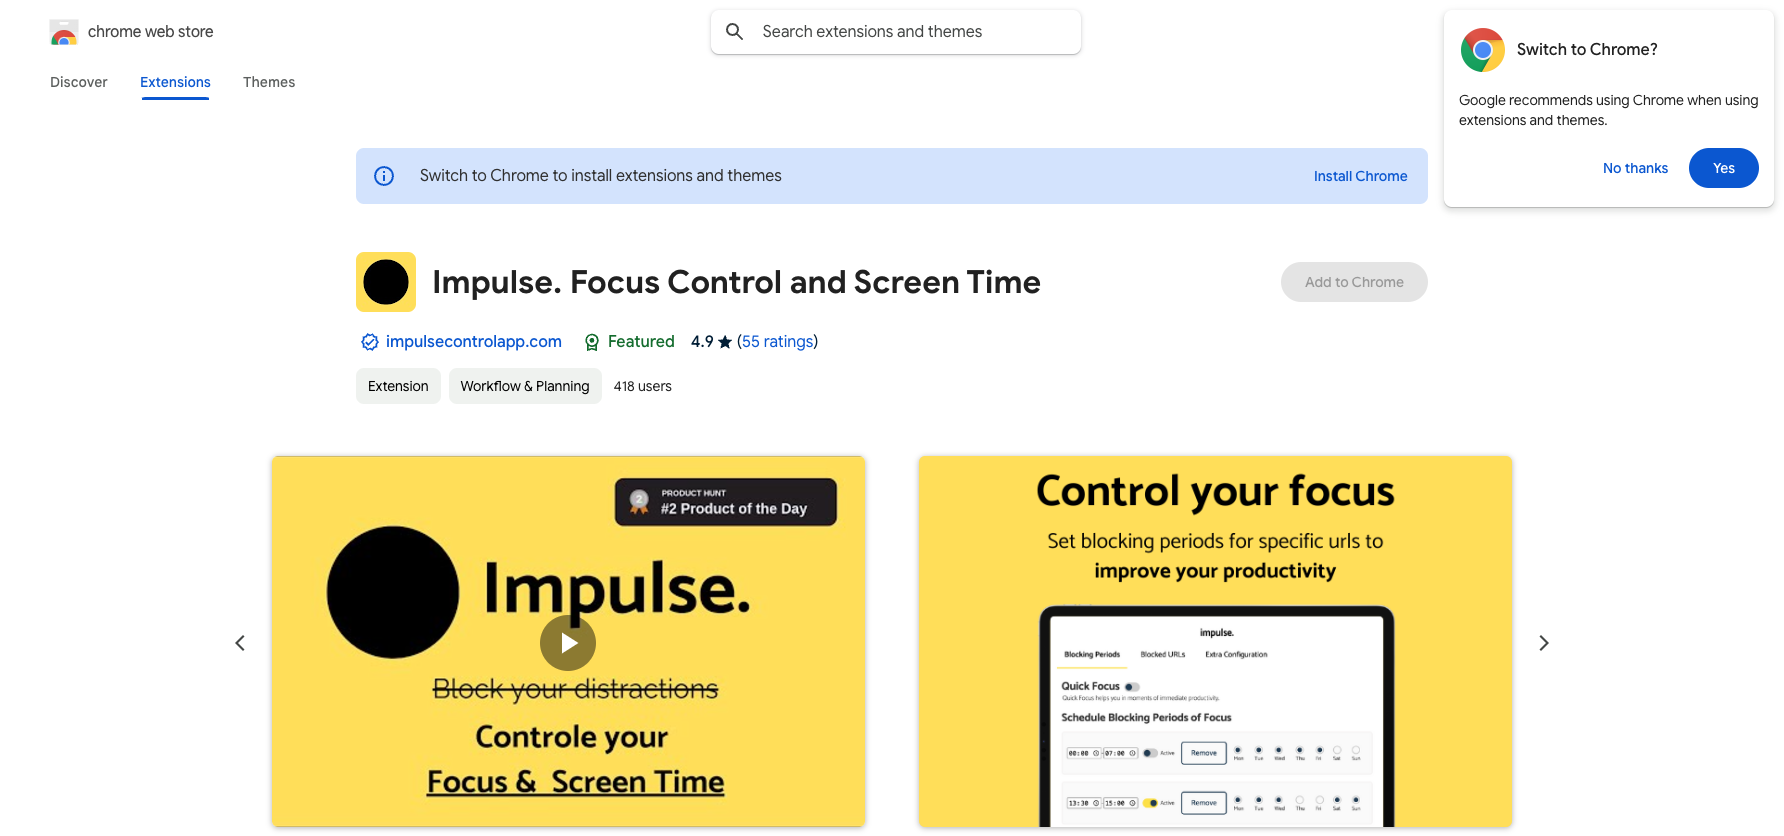 chrome web store
Search extensions and themes
Discover
Extensions
Themes
Switch to Chrome?
Google recommends using Chrome when using
extensions and themes.
No thanks
Yes
Switch to Chrome to install extensions and themes
Install Chrome
Impulse. Focus Control and Screen Time
Add to Chrome
impulsecontrolapp.com
Featured
4.9 ★ (55 ratings)
Extension
Workflow & Planning
418 users
2
PRODUCT HUNT
#2 Product of the Day
Impulse.
Block your distractions
Controle your
Focus & Screen Time
Control your focus
Set blocking periods for specific urls to
improve your productivity
impulse.
Blocking Periods
Blocked URLs
Extra Configuration
Quick Focus
Quick Focus helps you in moments of immediate productivity.
Schedule Blocking Periods of Focus
00:00 - 07:00 Active Remove Mon Tue Wed Thu Fri Sat Sun
13:30 - 15:00 Active Remove Mon Tue Wed Thu Fri Sat Sun